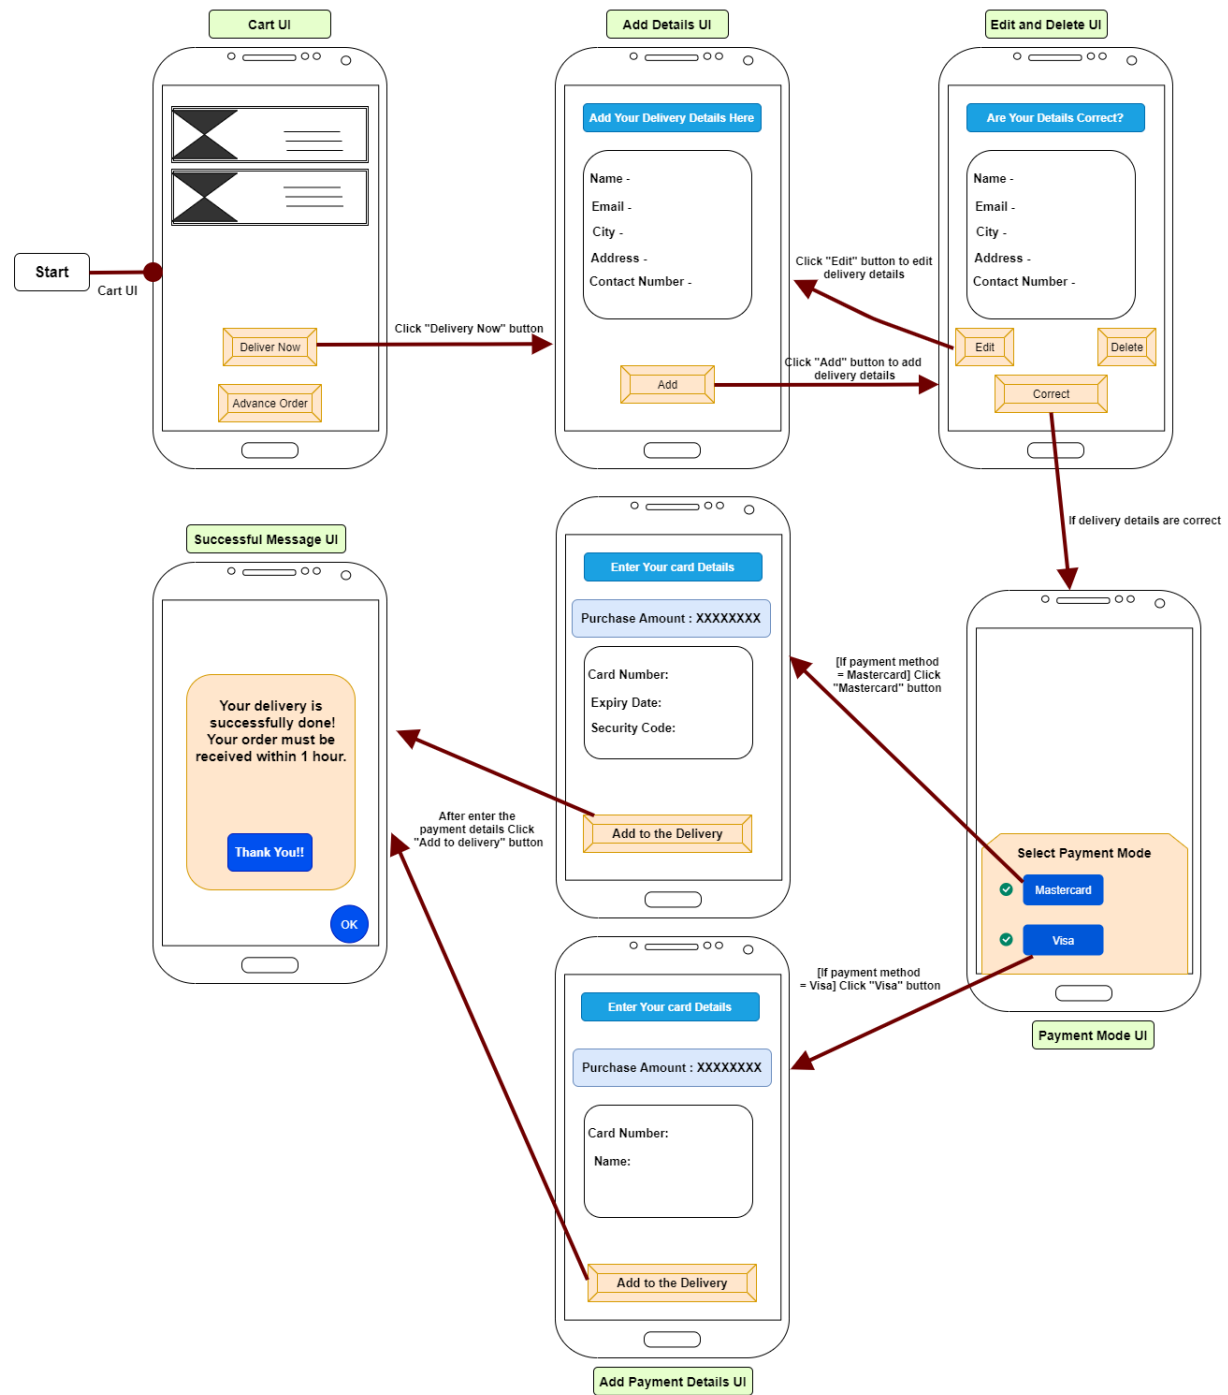 Cart UI
Add Details UI
Edit and Delete UI
Add Your Delivery Details Here
Are Your Details Correct?
Name -
Email -
City -
Address -
Contact Number -
Name -
Email -
City -
Address -
Contact Number -
Start
Cart UI
Click "Edit" button to edit
delivery details
Click "Delivery Now" button
Deliver Now
Advance Order
Add
Click "Add" button to add
delivery details
Edit
Delete
Correct
If delivery details are correct
Successful Message UI
Enter Your card Details
Purchase Amount : XXXXXXXX
Card Number:
Expiry Date:
Security Code:
Add to the Delivery
[If payment method
= Mastercard] Click
"Mastercard" button
Your delivery is
successfully done!
Your order must be
received within 1 hour.
Thank You!!
OK
After enter the
payment details Click
"Add to delivery" button
Select Payment Mode
Mastercard
Visa
[If payment method
= Visa] Click "Visa" button
Payment Mode UI
Enter Your card Details
Purchase Amount : XXXXXXXX
Card Number:
Name:
Add to the Delivery
Add Payment Details UI